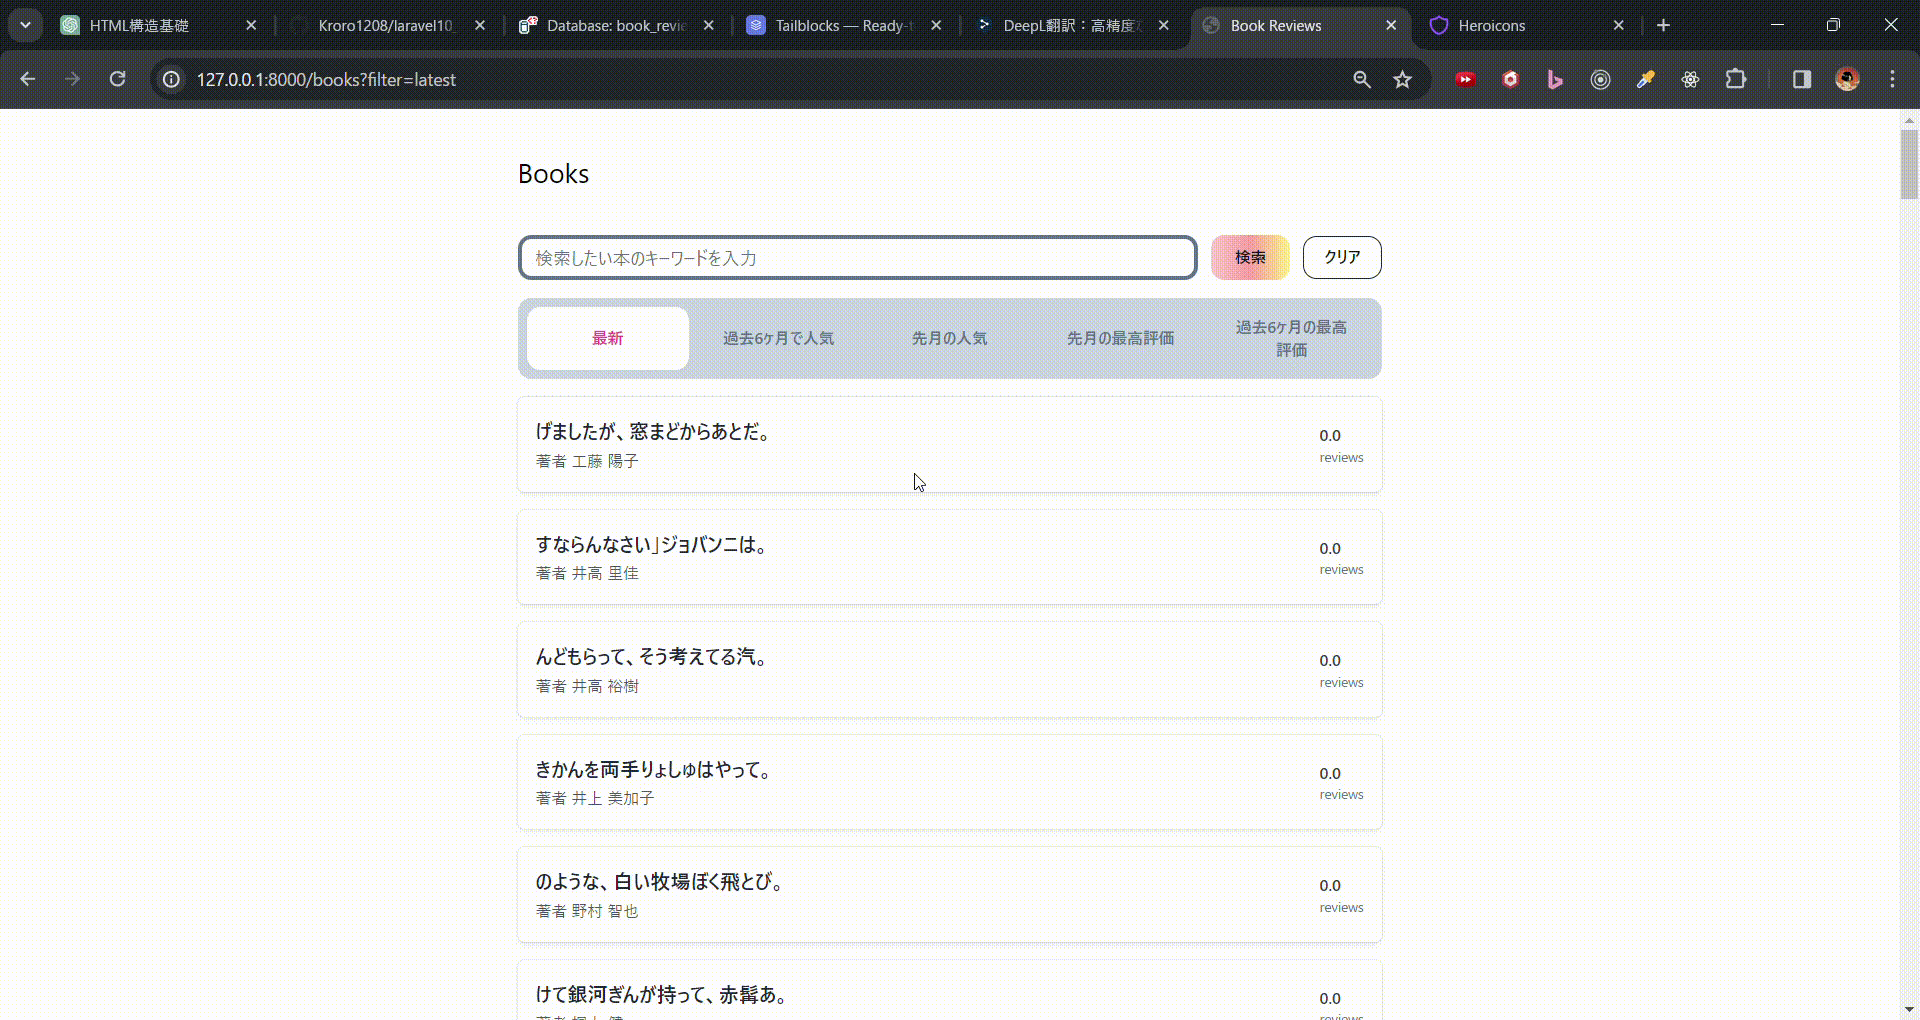 HTML構造基礎
Kroro1208/laravel10_
Database: book_revie
Tailblocks — Ready-t
DeepL翻訳：高精度な
Book Reviews
Heroicons
127.0.0.1:8000/books?filter=latest
Books
検索したい本のキーワードを入力
検索
クリア
最新
過去6ヶ月で人気
先月の人気
先月の最高評価
過去6ヶ月の最高
評価
げましたが、窓まどからあとだ。
0.0
著者 工藤 陽子
reviews
すならんなさい」ジョバンニは。
0.0
著者 井高 里佳
reviews
んどもらって、そう考えてる汽。
0.0
著者 井高 裕樹
reviews
きかんを両手りょしゅはやって。
0.0
著者 井上 美加子
reviews
のような、白い牧場ぼく飛とび。
0.0
著者 野村 智也
reviews
けて銀河ぎんが持って、赤髯あ。
0.0
著者
reviews